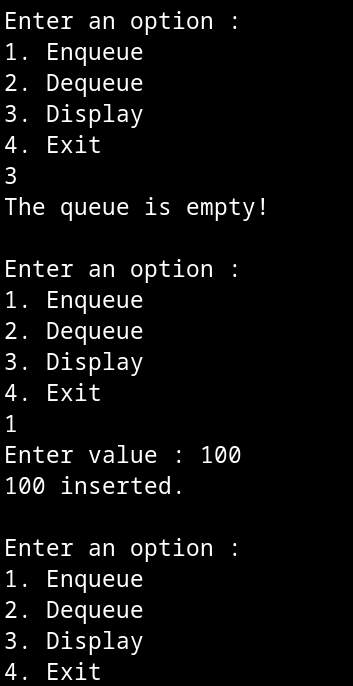 Enter an option :
1. Enqueue
2. Dequeue
3. Display
4. Exit
3
The queue is empty!
Enter an option :
1. Enqueue
2. Dequeue
3. Display
4. Exit
1
Enter value : 100
100 inserted.
Enter an option :
1. Enqueue
2. Dequeue
3. Display
4. Exit